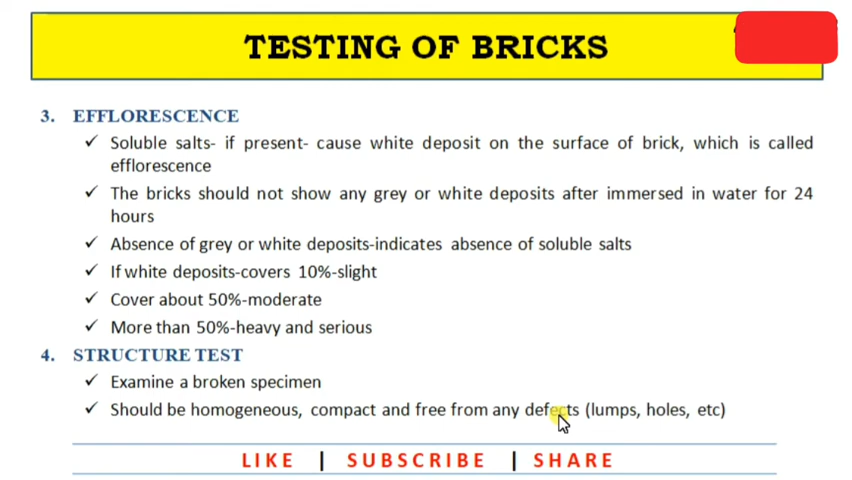 TESTING OF BRICKS
3. EFFLORESCENCE
✓ Soluble salts- if present- cause white deposit on the surface of brick, which is called
efflorescence
✓ The bricks should not show any grey or white deposits after immersed in water for 24
hours
✓ Absence of grey or white deposits-indicates absence of soluble salts
✓ If white deposits-covers 10%-slight
✓ Cover about 50%-moderate
✓ More than 50%-heavy and serious
4. STRUCTURE TEST
✓ Examine a broken specimen
✓ Should be homogeneous, compact and free from any defects (lumps, holes, etc)
LIKE | SUBSCRIBE | SHARE